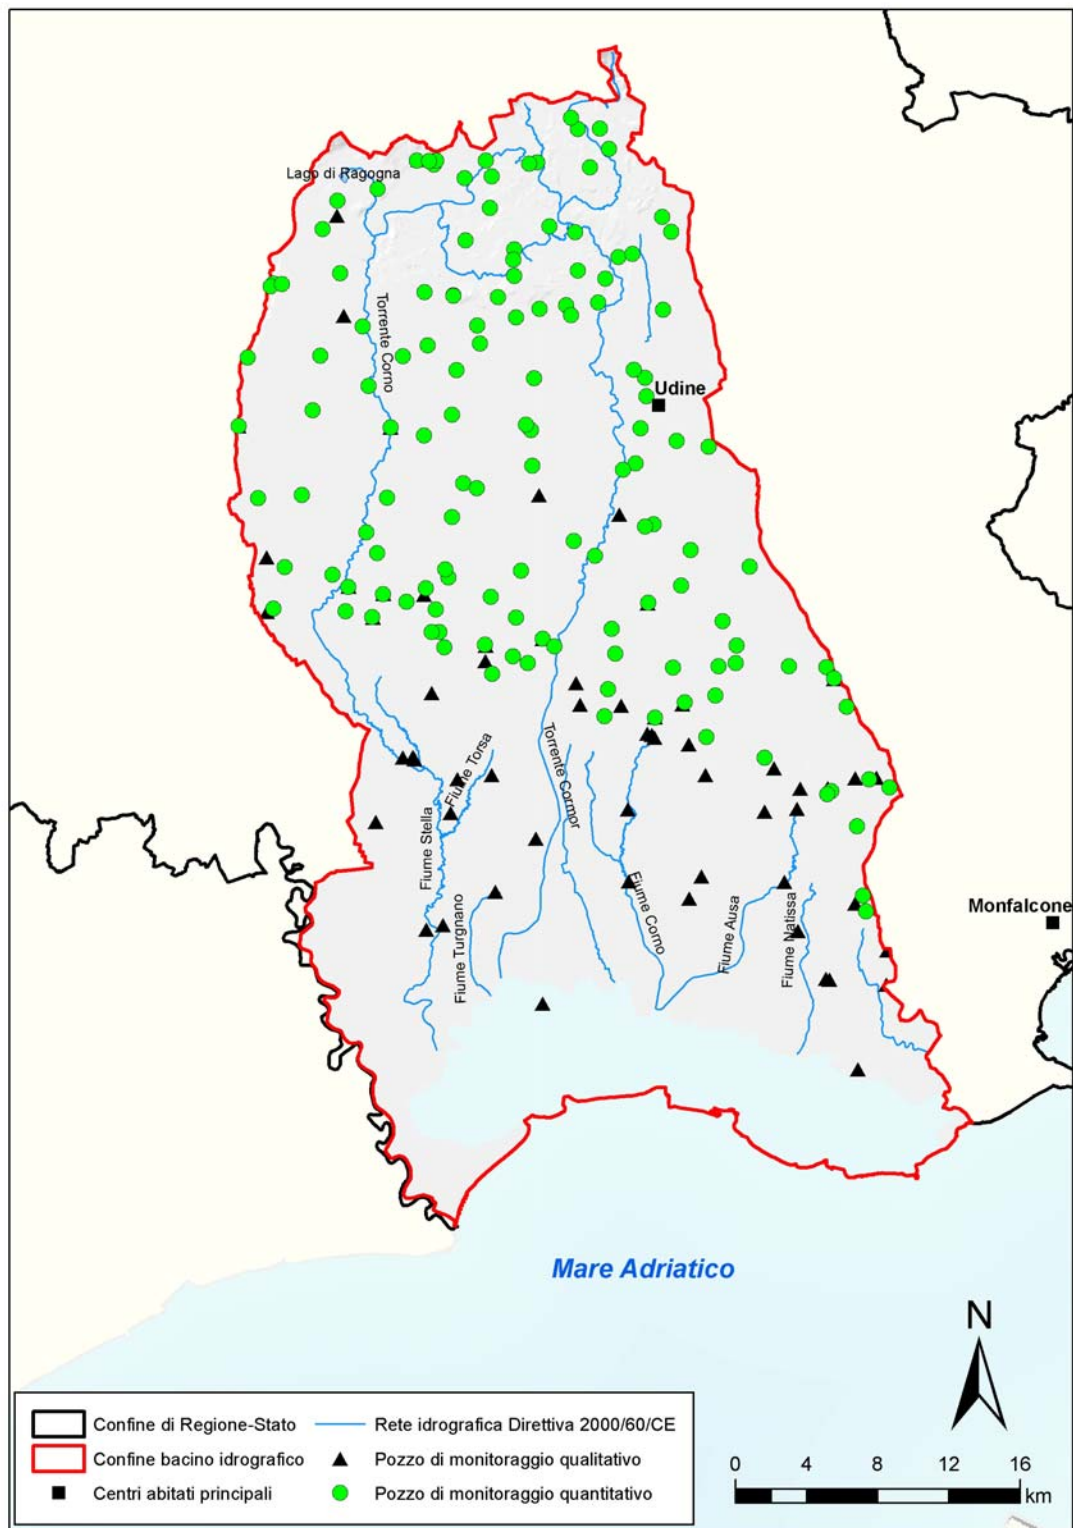 Lago di Ragogna
Torrente Corno
Udine
Fiume Torsa
Torrente Cormor
Fiume Stella
Fiume Corno
Fiume Turgnano
Fiume Ausa
Fiume Natissa
Monfalcone
Mare Adriatico
N
Confine di Regione-Stato
Rete idrografica Direttiva 2000/60/CE
Confine bacino idrografico
Pozzo di monitoraggio qualitativo
Centri abitati principali
Pozzo di monitoraggio quantitativo
0 4 8 12 16
km